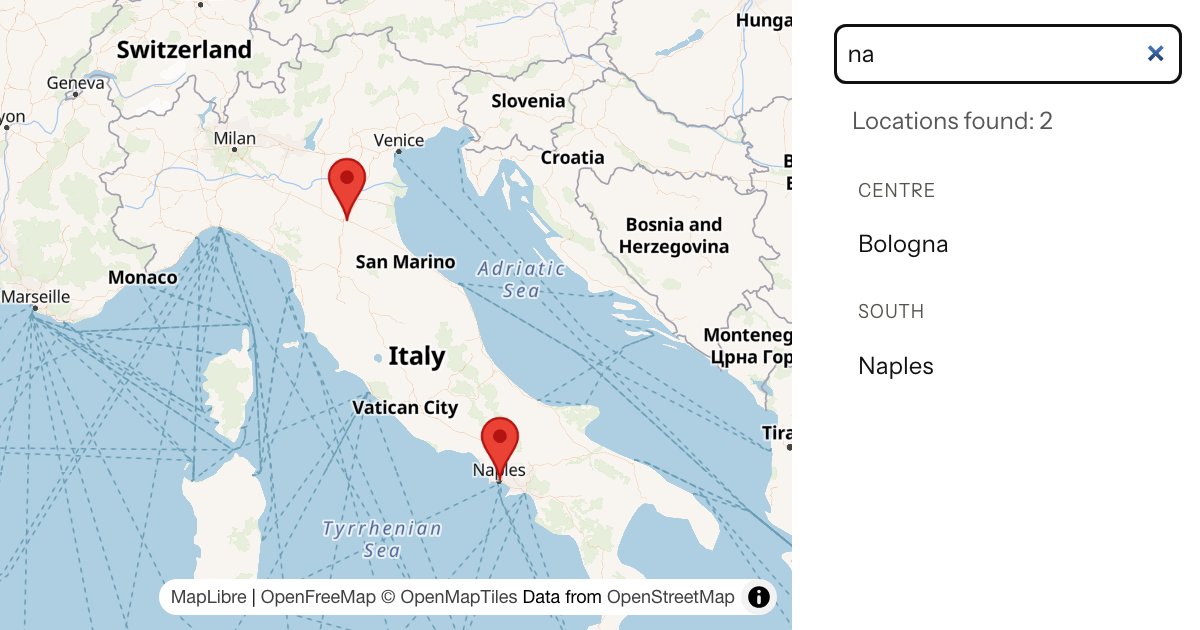 Hunga
Switzerland
Geneva
Slovenia
yon
Milan
Venice
Croatia
B
E
Bosnia and
Herzegovina
San Marino
Adriatic
Sea
Monaco
Marseille
Monteneg
Црна Гор
Italy
Vatican City
Tira
Naples
Tyrrhenian
Sea
MapLibre | OpenFreeMap © OpenMapTiles Data from OpenStreetMap
na
Locations found: 2
CENTRE
Bologna
SOUTH
Naples